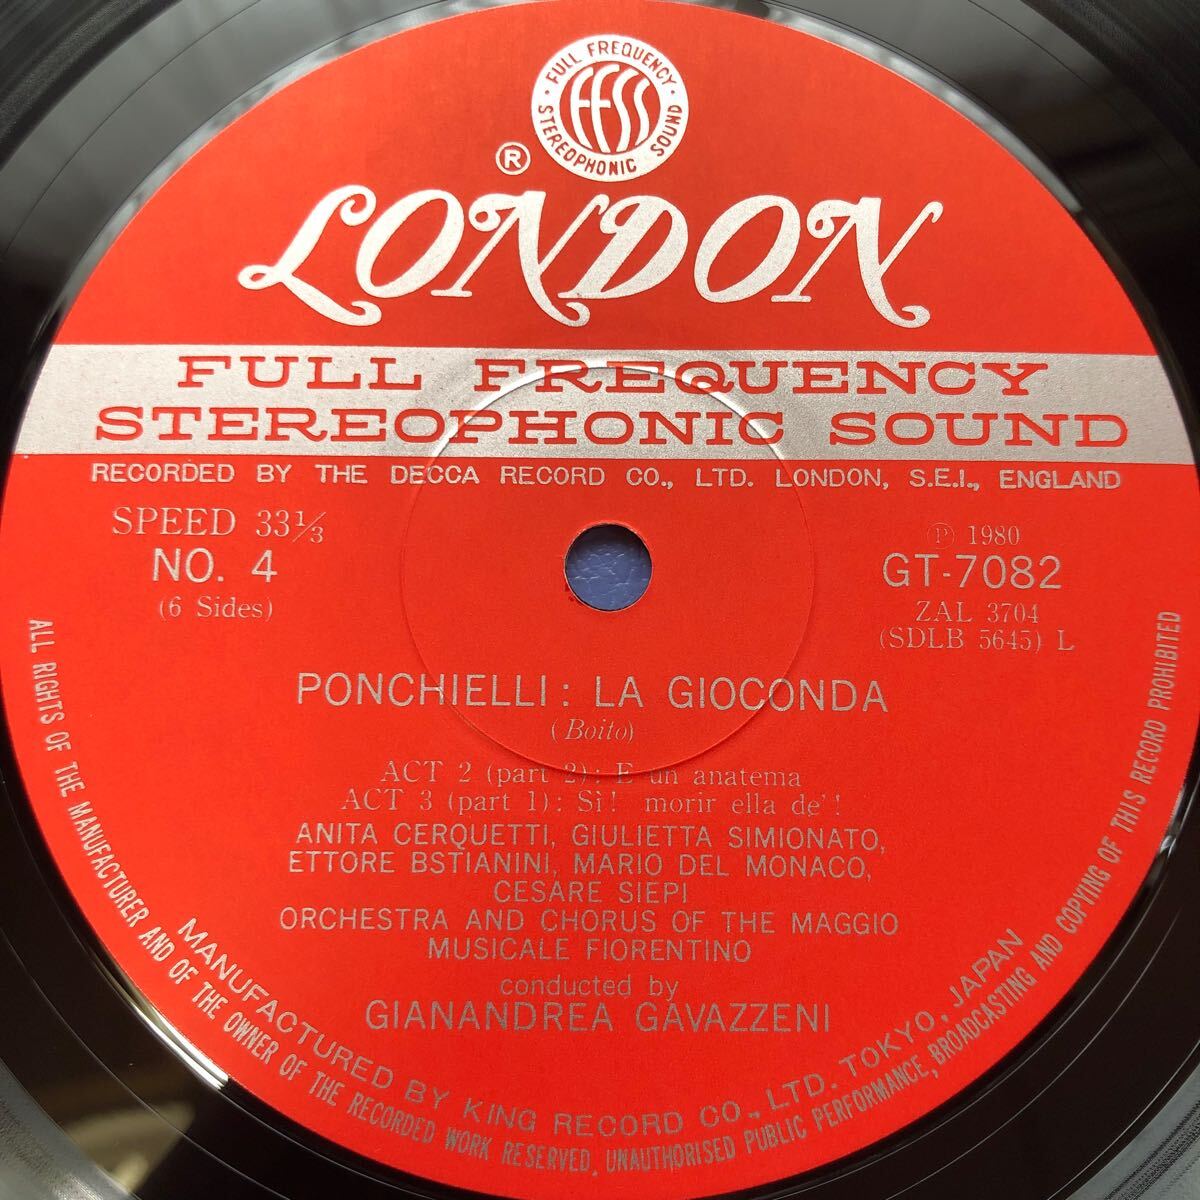 FULL FREQUENCY
FFSS
STEREOPHONIC SOUND
®
LONDON
FULL FREQUENCY
STEREOPHONIC SOUND
RECORDED BY THE DECCA RECORD CO., LTD. LONDON, S.E.I., ENGLAND
SPEED 33⅓
NO. 4
(6 Sides)
Ⓟ 1980
GT-7082
ZAL 3704
(SDLB 5645) L
PONCHIELLI: LA GIOCONDA
(Boito)
ACT 2 (part 2): E un anatema
ACT 3 (part 1): Sì! morir ella de'!
ANITA CERQUETTI, GIULIETTA SIMIONATO,
ETTORE BSTIANINI, MARIO DEL MONACO,
CESARE SIEPI
ORCHESTRA AND CHORUS OF THE MAGGIO
MUSICALE FIORENTINO
conducted by
GIANANDREA GAVAZZENI
MANUFACTURED BY KING RECORD CO., LTD. TOKYO, JAPAN
ALL RIGHTS OF THE MANUFACTURER AND OF THE OWNER OF THE RECORDED WORK RESERVED. UNAUTHORISED PUBLIC PERFORMANCE, BROADCASTING AND COPYING OF THIS RECORD PROHIBITED